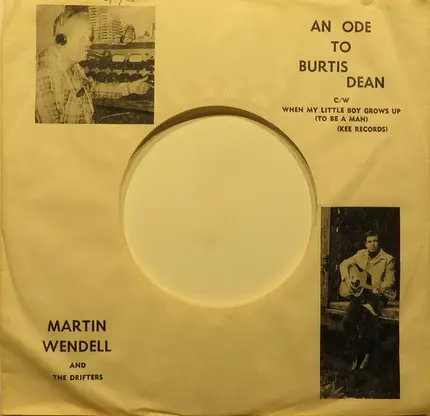 AN ODE
TO
BURTIS
DEAN
C/W
WHEN MY LITTLE BOY GROWS UP
(TO BE A MAN)
(KEE RECORDS)
MARTIN
WENDELL
AND
THE DRIFTERS